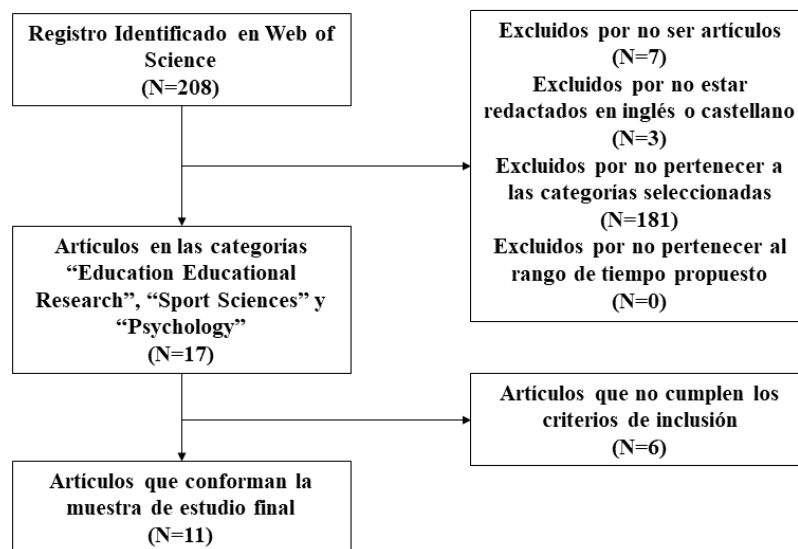 Registro Identificado en Web of
Science
(N=208)
Excluidos por no ser artículos
(N=7)
Excluidos por no estar
redactados en inglés o castellano
(N=3)
Excluidos por no pertenecer a
las categorías seleccionadas
(N=181)
Excluidos por no pertenecer al
rango de tiempo propuesto
(N=0)
Artículos en las categorías
“Education Educational
Research”, “Sport Sciences” y
“Psychology”
(N=17)
Artículos que no cumplen los
criterios de inclusión
(N=6)
Artículos que conforman la
muestra de estudio final
(N=11)